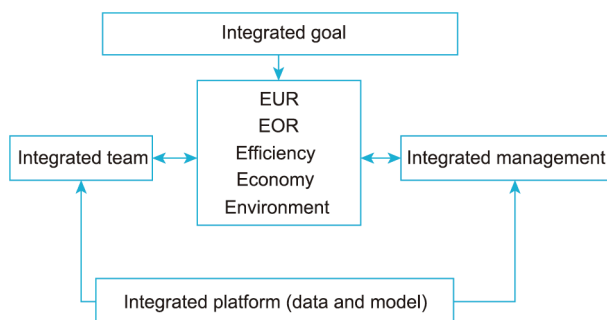 Integrated goal
EUR
EOR
Efficiency
Economy
Environment
Integrated team
Integrated management
Integrated platform (data and model)